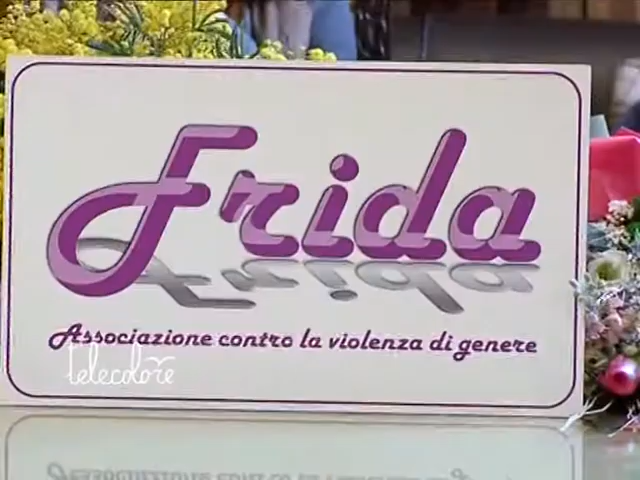 Frida
Associazione contro la violenza di genere
telecolore